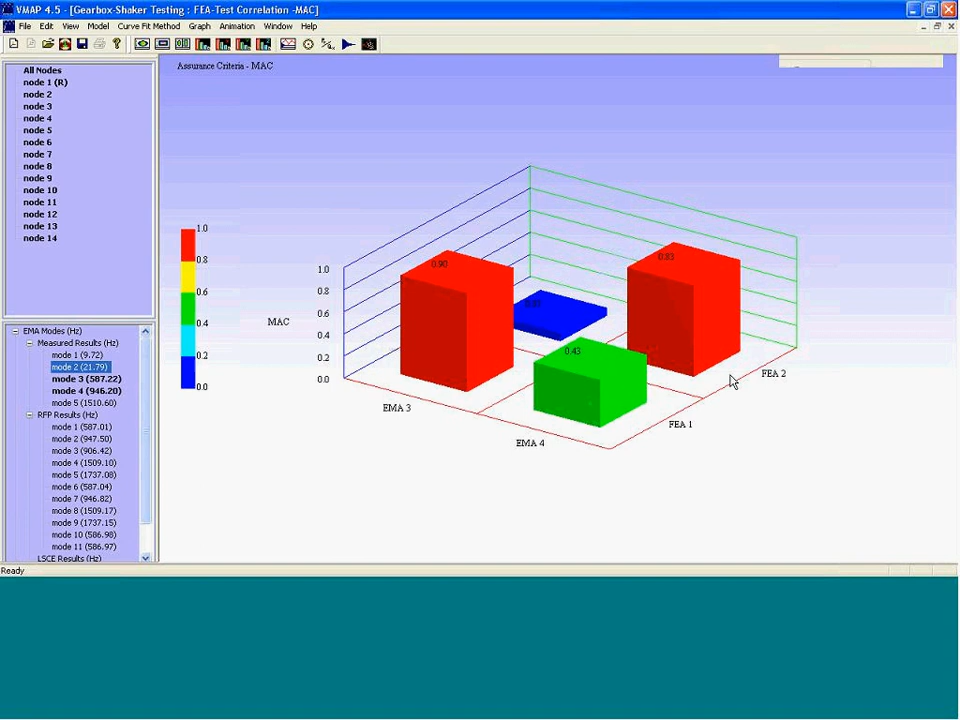 VMAP 4.5 - [Gearbox-Shaker Testing : FEA-Test Correlation -MAC]
File Edit View Model Curve Fit Method Graph Animation Window Help
All Nodes
node 1 (R)
node 2
node 3
node 4
node 5
node 6
node 7
node 8
node 9
node 10
node 11
node 12
node 13
node 14
EMA Modes (Hz)
Measured Results (Hz)
mode 1 (9.72)
mode 2 (21.79)
mode 3 (587.22)
mode 4 (946.20)
mode 5 (1510.60)
RFP Results (Hz)
mode 1 (587.01)
mode 2 (947.50)
mode 3 (906.42)
mode 4 (1509.10)
mode 5 (1737.08)
mode 6 (587.04)
mode 7 (946.82)
mode 8 (1509.17)
mode 9 (1737.15)
mode 10 (586.98)
mode 11 (586.97)
LSCE Results (Hz)
Assurance Criteria - MAC
1.0
0.8
0.6
0.4
0.2
0.0
MAC
1.0
0.8
0.6
0.4
0.2
0.0
0.90
0.83
0.43
EMA 3
EMA 4
FEA 1
FEA 2
Ready